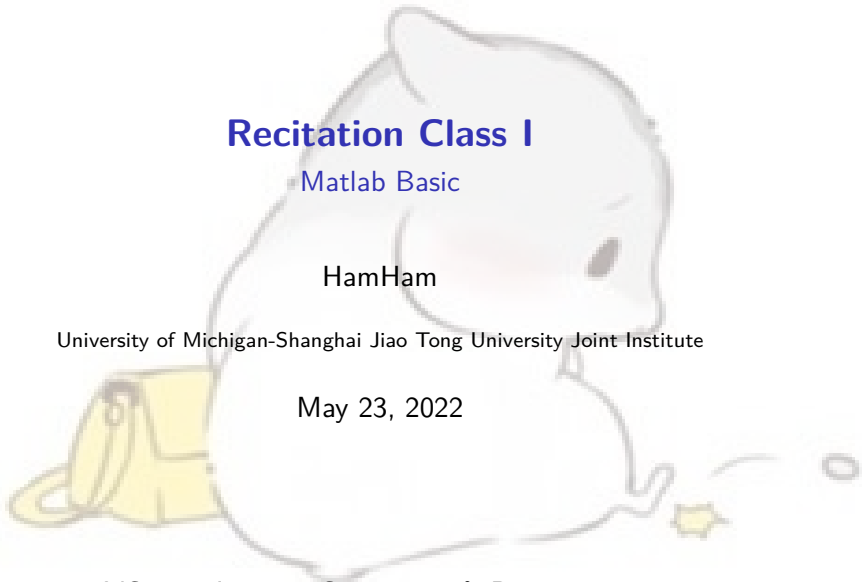 Recitation Class I
Matlab Basic
HamHam
University of Michigan-Shanghai Jiao Tong University Joint Institute
May 23, 2022